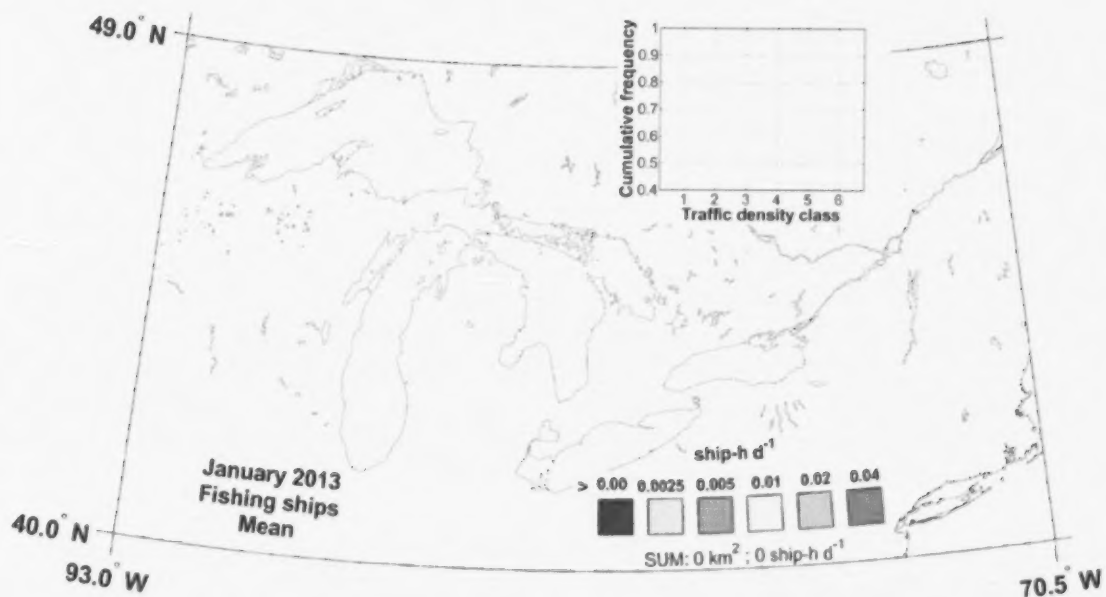 49.0° N
Cumulative frequency
1
0.9
0.8
0.7
0.6
0.5
0.4
1 2 3 4 5 6
Traffic density class
ship-h d⁻¹
> 0.00 0.0025 0.005 0.01 0.02 0.04
SUM: 0 km² ; 0 ship-h d⁻¹
January 2013
Fishing ships
Mean
40.0° N
93.0° W
70.5° W